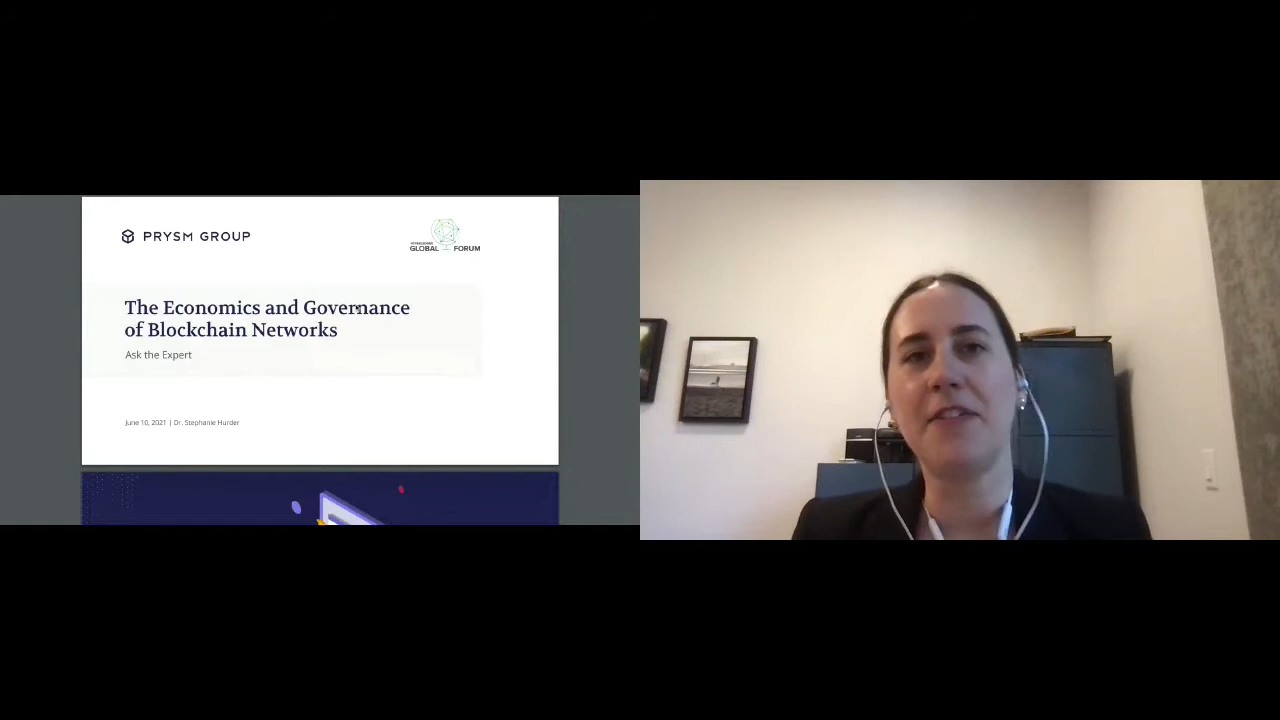 PRYSM GROUP
HYPERLEDGER
GLOBAL FORUM
The Economics and Governance
of Blockchain Networks
Ask the Expert
June 10, 2021 | Dr. Stephanie Hurder